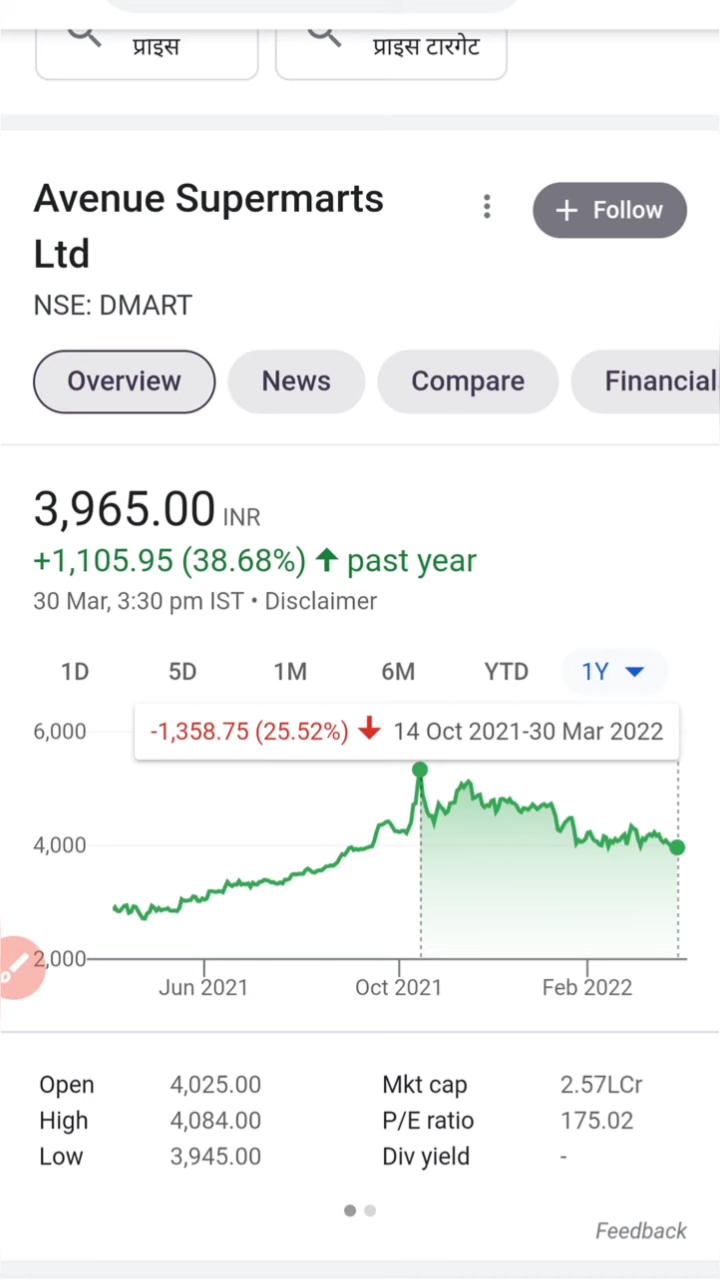 प्राइस
प्राइस टारगेट
Avenue Supermarts
Ltd
NSE: DMART
+ Follow
Overview
News
Compare
Financial
3,965.00 INR
+1,105.95 (38.68%) ↑ past year
30 Mar, 3:30 pm IST • Disclaimer
1D 5D 1M 6M YTD 1Y
-1,358.75 (25.52%) ↓ 14 Oct 2021-30 Mar 2022
6,000
4,000
2,000
Jun 2021 Oct 2021 Feb 2022
Open 4,025.00 Mkt cap 2.57LCr
High 4,084.00 P/E ratio 175.02
Low 3,945.00 Div yield -
Feedback